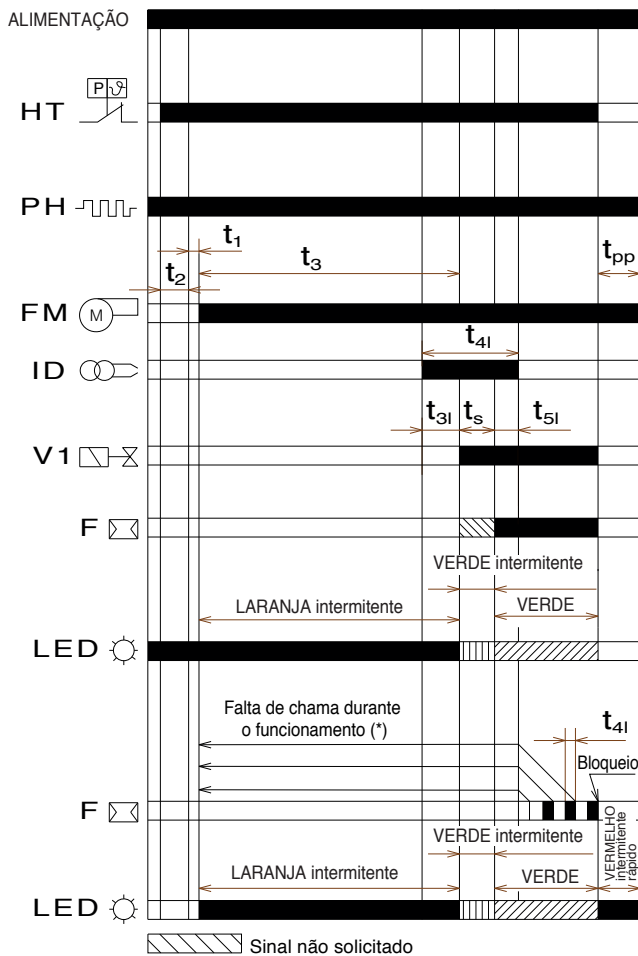 ALIMENTAÇÃO
P ϑ
HT
PH
t1
t3
tpp
t2
FM M
t4l
ID
t3l ts t5l
V1
F
VERDE intermitente
LARANJA intermitente VERDE
LED
Falta de chama durante
o funcionamento (*)
t4l
Bloqueio
F
VERDE intermitente
LARANJA intermitente VERDE
VERMELHO
intermitente
rápido
LED
Sinal não solicitado